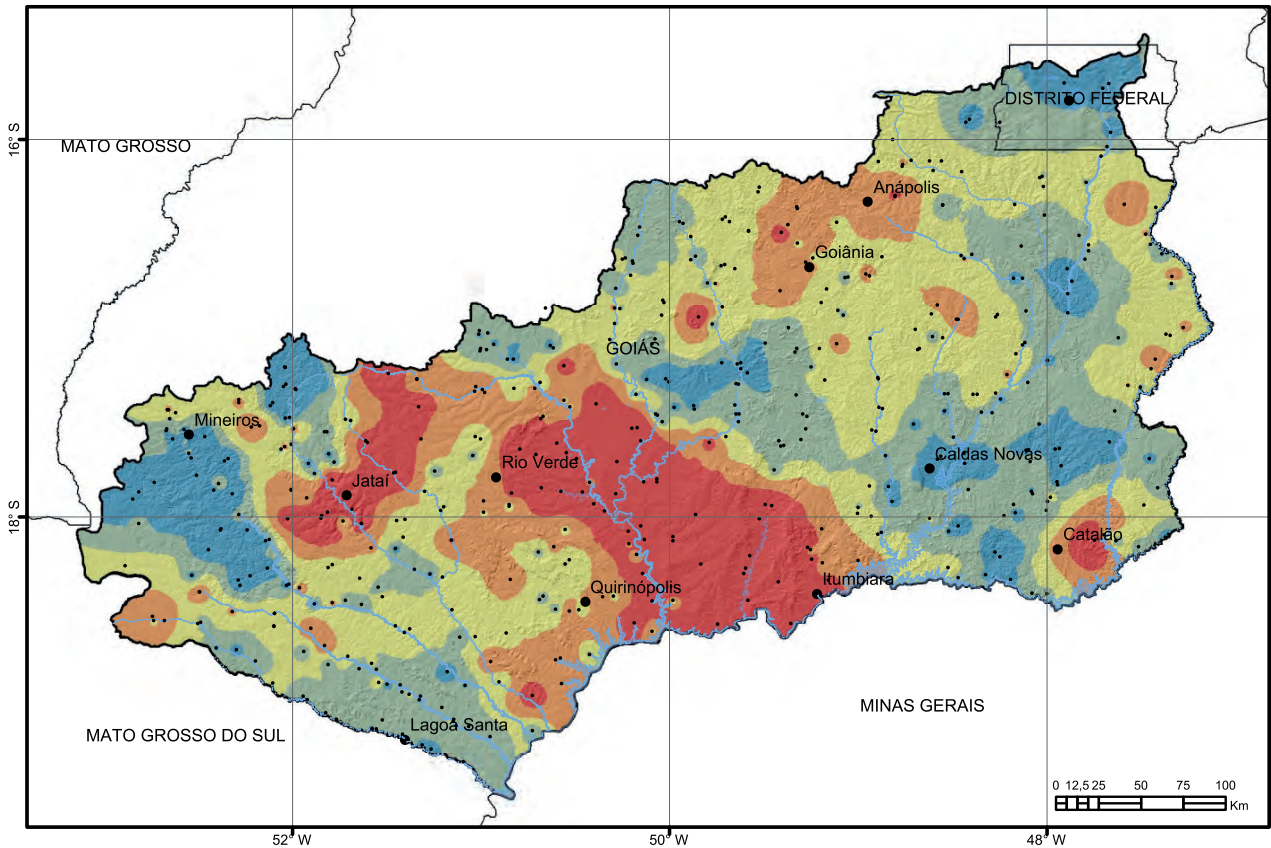 DISTRITO FEDERAL
16° S
MATO GROSSO
Anápolis
Goiânia
GOIÁS
Mineiros
Caldas Novas
Rio Verde
Jataí
18° S
Catalão
Itumbiara
Quirinópolis
MINAS GERAIS
Lagoa Santa
MATO GROSSO DO SUL
0 12,5 25 50 75 100
Km
52° W 50° W 48° W